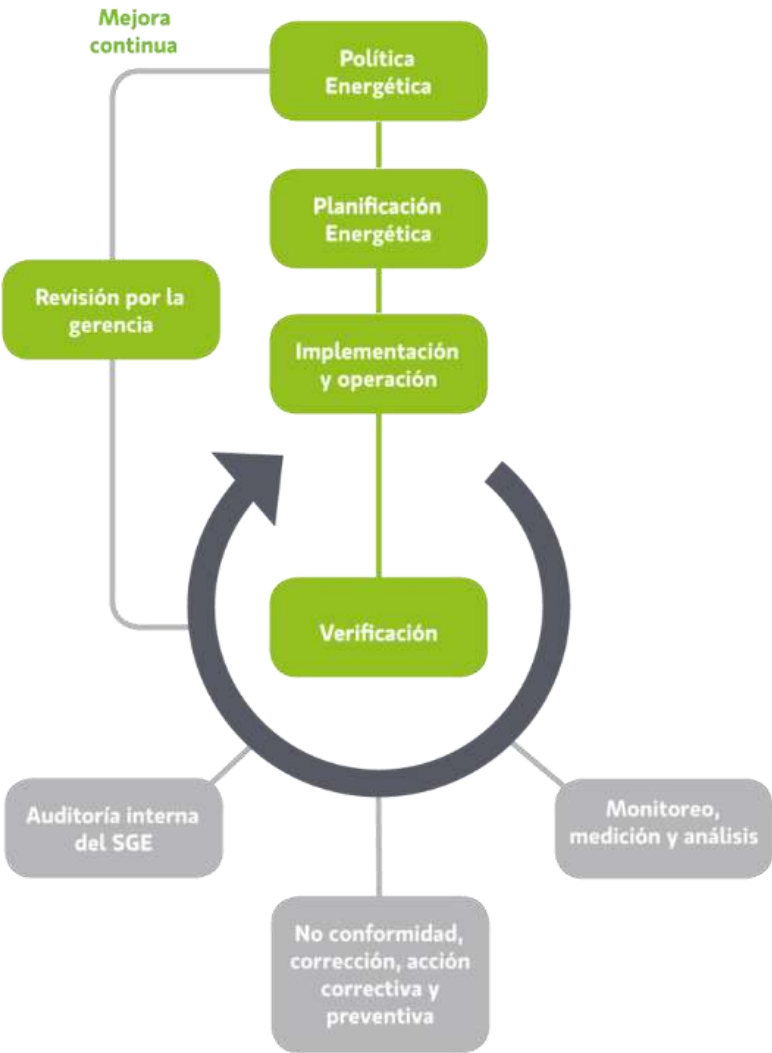 Mejora
continua
Política
Energética
Planificación
Energética
Revisión por la
gerencia
Implementación
y operación
Verificación
Auditoría interna
del SGE
Monitoreo,
medición y análisis
No conformidad,
corrección, acción
correctiva y
preventiva